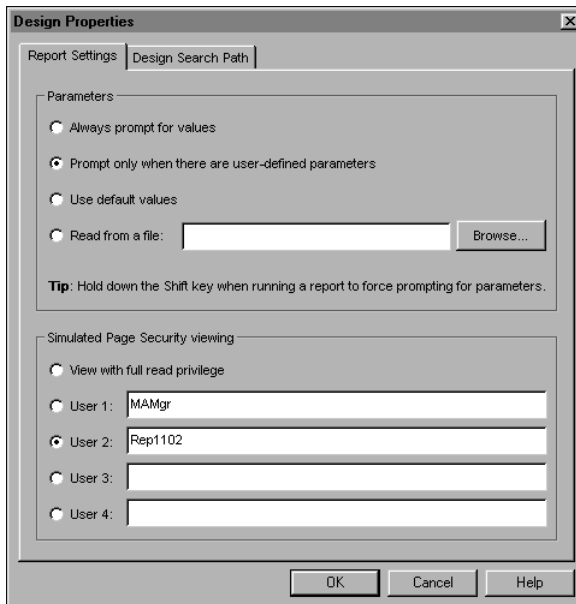 Design Properties
Report Settings Design Search Path
Parameters
Always prompt for values
Prompt only when there are user-defined parameters
Use default values
Read from a file: Browse...
Tip: Hold down the Shift key when running a report to force prompting for parameters.
Simulated Page Security viewing
View with full read privilege
User 1: MAMgr
User 2: Rep1102
User 3:
User 4:
OK Cancel Help